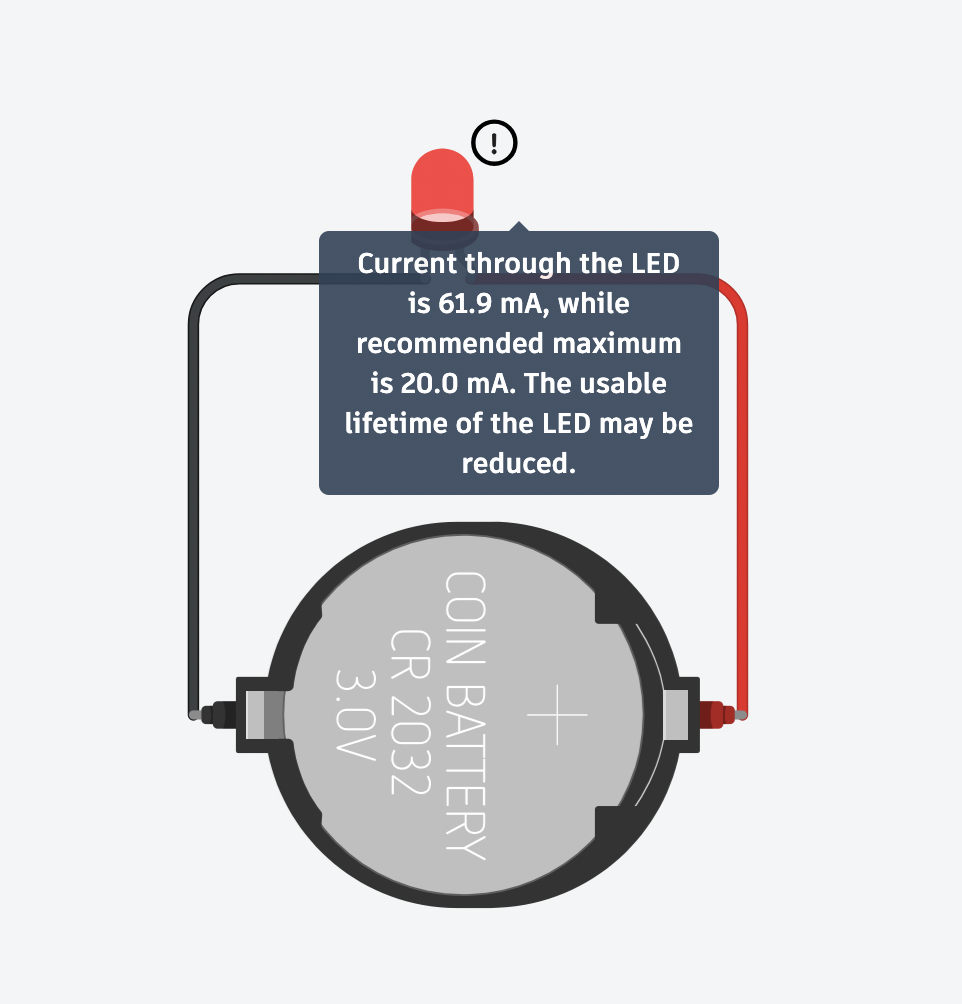 !
Current through the LED
is 61.9 mA, while
recommended maximum
is 20.0 mA. The usable
lifetime of the LED may be
reduced.
COIN BATTERY
CR 2032
3.0V
+